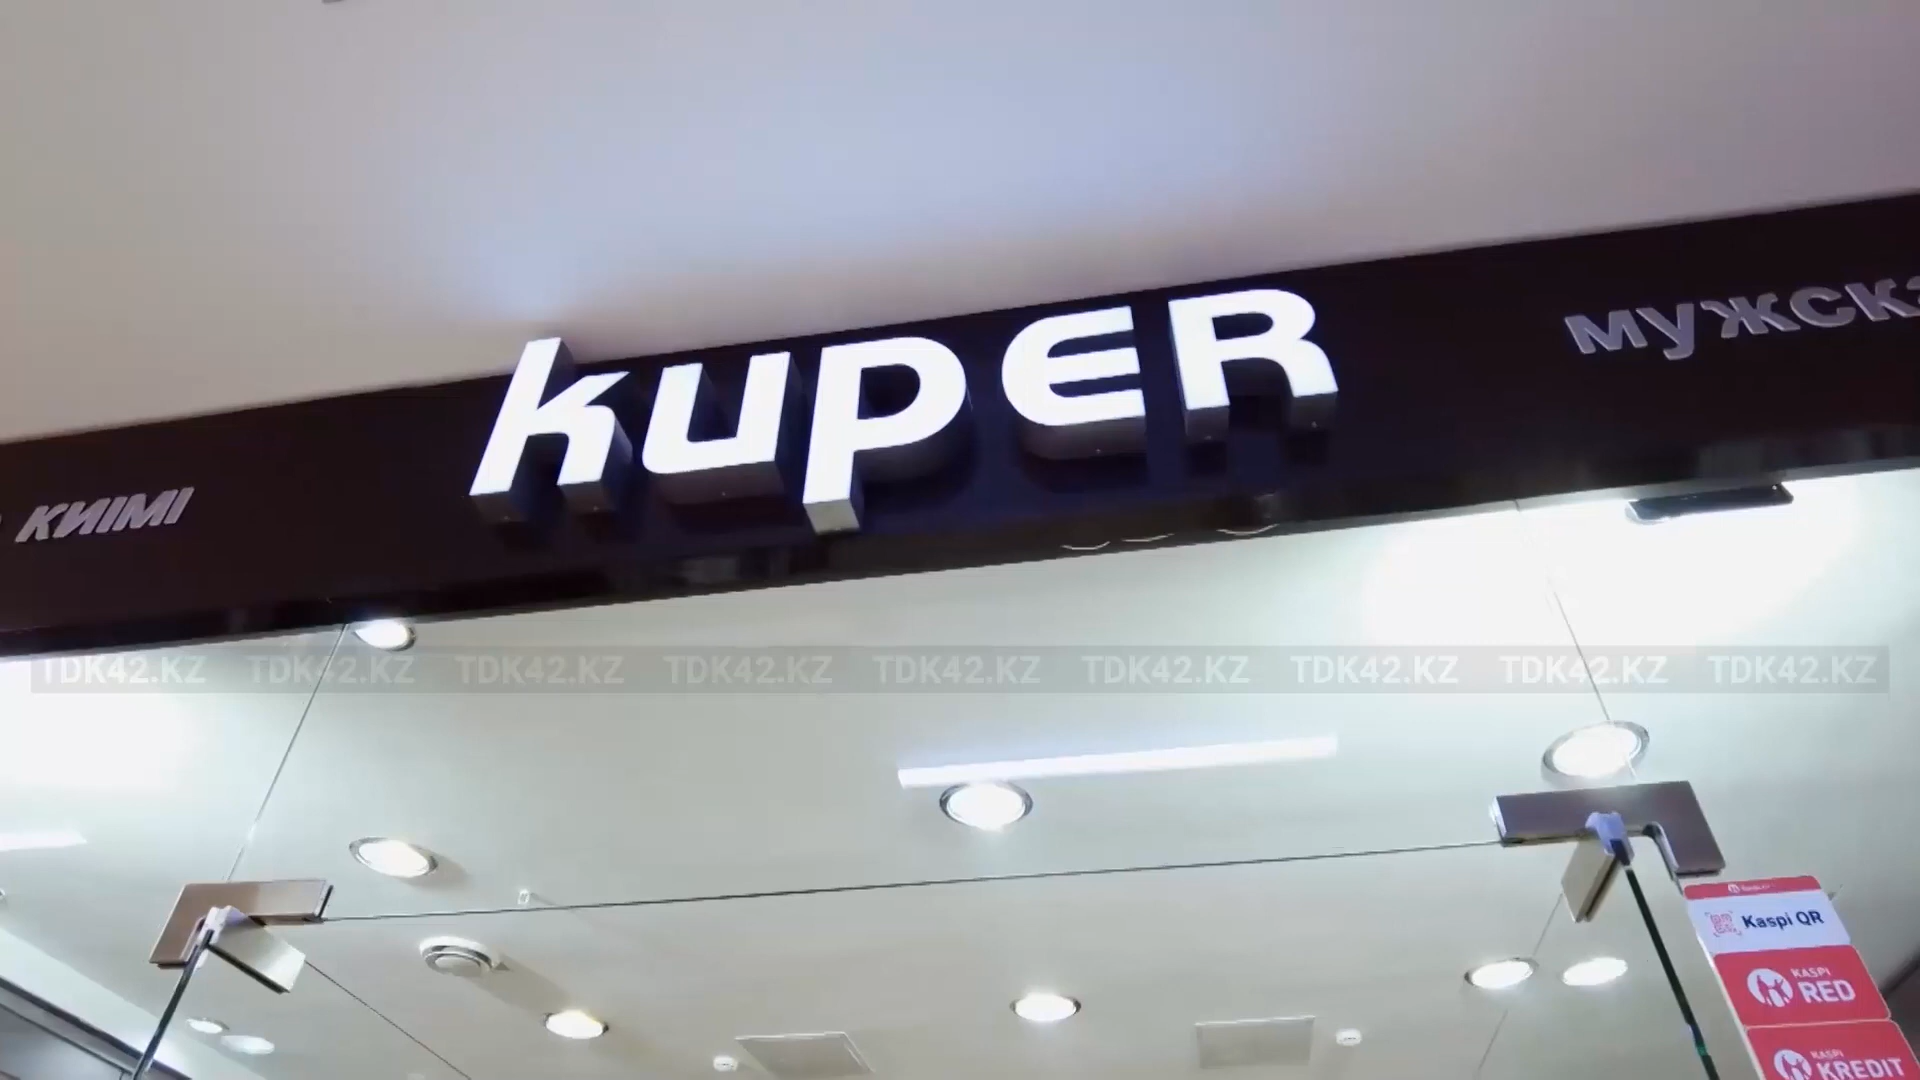 kupeR
мужск
КИІМІ
TDK42.KZ TDK42.KZ TDK42.KZ TDK42.KZ TDK42.KZ TDK42.KZ TDK42.KZ TDK42.KZ TDK42.KZ
Kaspi QR
KASPI
RED
KASPI
KREDIT